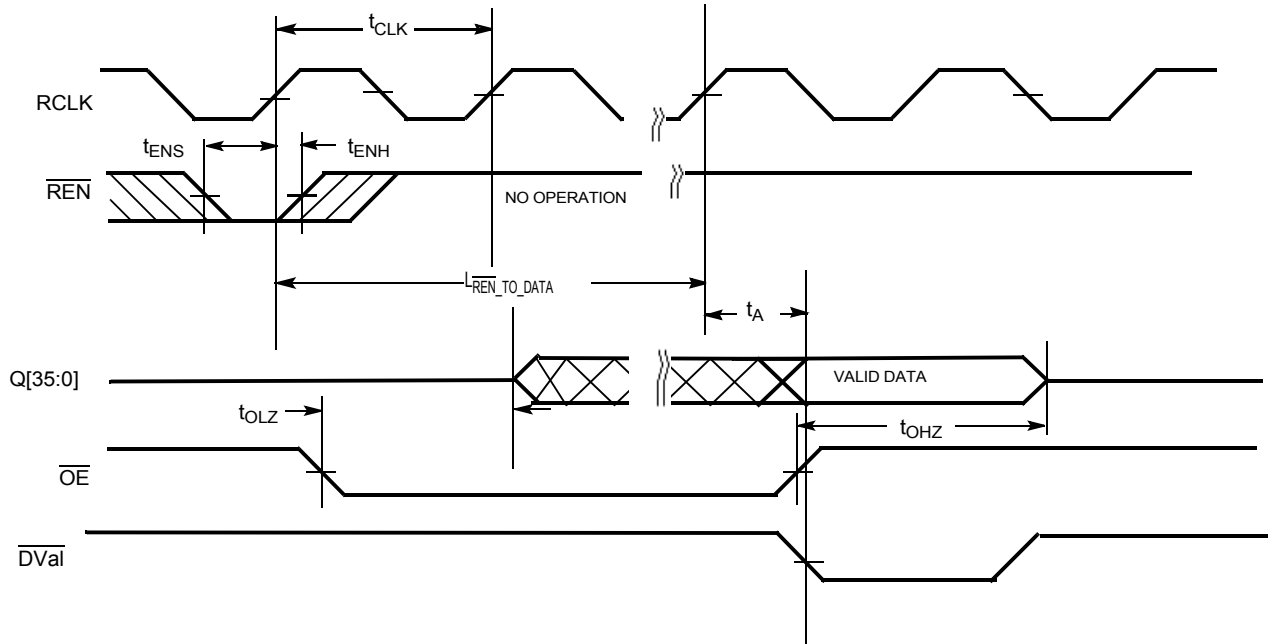 tCLK
RCLK
tENS
tENH
REN
NO OPERATION
LREN_TO_DATA
tA
Q[35:0]
VALID DATA
tOLZ
tOHZ
OE
DVal